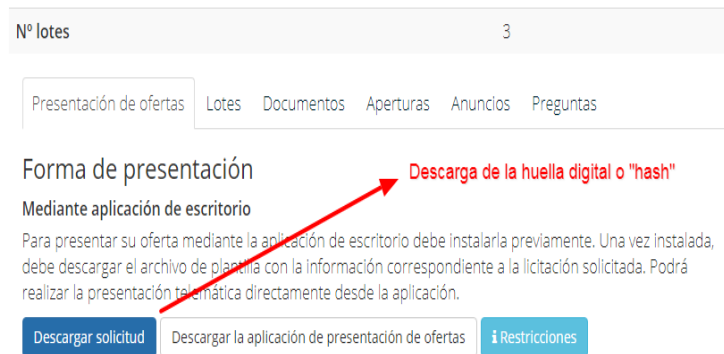 Nº lotes 3
Presentación de ofertas Lotes Documentos Aperturas Anuncios Preguntas
Forma de presentación
Descarga de la huella digital o "hash"
Mediante aplicación de escritorio
Para presentar su oferta mediante la aplicación de escritorio debe instalarla previamente. Una vez instalada,
debe descargar el archivo de plantilla con la información correspondiente a la licitación solicitada. Podrá
realizar la presentación telemática directamente desde la aplicación.
Descargar solicitud Descargar la aplicación de presentación de ofertas i Restricciones